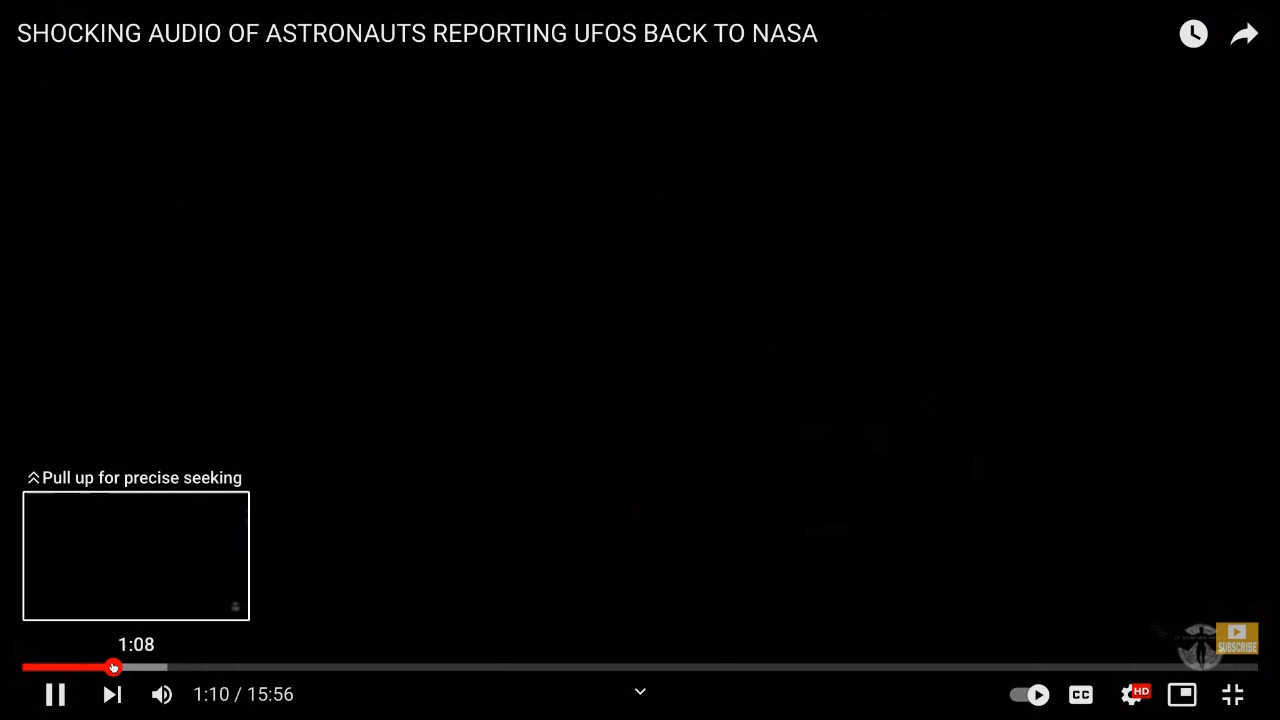 SHOCKING AUDIO OF ASTRONAUTS REPORTING UFOS BACK TO NASA
Pull up for precise seeking
1:08
SUBSCRIBE
1:10 / 15:56
CC
HD